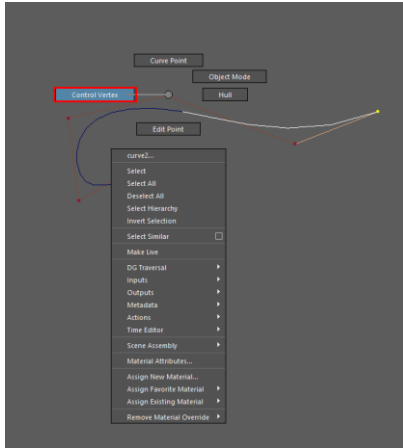 Curve Point
Object Mode
Control Vertex
Hull
Edit Point
curve2...
Select
Select All
Deselect All
Select Hierarchy
Invert Selection
Select Similar
Make Live
DG Traversal
Inputs
Outputs
Metadata
Actions
Time Editor
Scene Assembly
Material Attributes...
Assign New Material...
Assign Favorite Material
Assign Existing Material
Remove Material Override